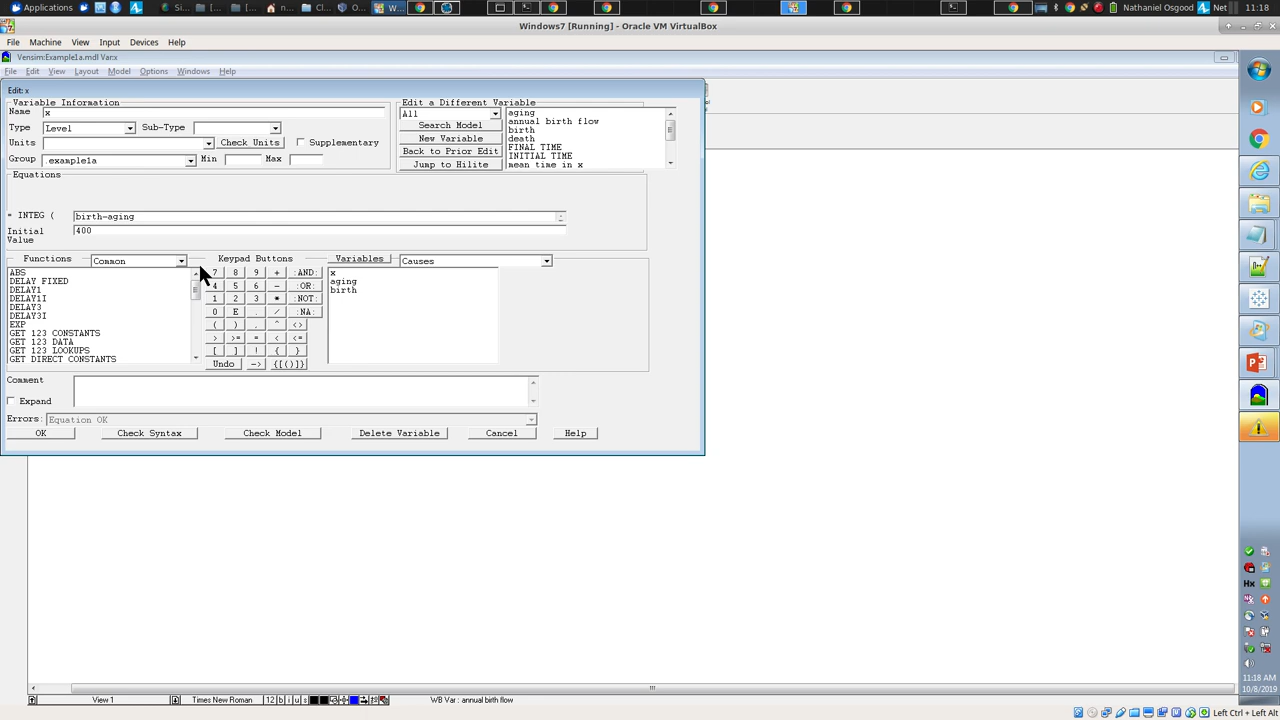 Applications
Nathaniel Osgood
Net
11:18
Windows7 [Running] - Oracle VM VirtualBox
File Machine View Input Devices Help
Vensim:Example1a.mdl Var:x
File Edit View Layout Model Options Windows Help
Edit: x
Variable Information
Name x
Type Level Sub-Type
Units Check Units Supplementary
Group .example1a Min Max
Edit a Different Variable
All
Search Model
New Variable
Back to Prior Edit
Jump to Hilite
aging
annual birth flow
birth
death
FINAL TIME
INITIAL TIME
mean time in x
Equations
= INTEG ( birth-aging
Initial Value 400
Functions Common
Keypad Buttons
Variables Causes
ABS
DELAY FIXED
DELAY1
DELAY1I
DELAY3
DELAY3I
EXP
GET 123 CONSTANTS
GET 123 DATA
GET 123 LOOKUPS
GET DIRECT CONSTANTS
7 8 9 + :AND:
4 5 6 - :OR:
1 2 3 * :NOT:
0 E . / :NA:
( ) , ^ <>
> >= = < <=
[ ] ! { }
Undo -> {[()]}
x
aging
birth
Comment
Expand
Errors: Equation OK
OK Check Syntax Check Model Delete Variable Cancel Help
View 1 Times New Roman 12 b i u s WB Var : annual birth flow
11:18 AM
10/8/2019
Left Ctrl + Left Alt